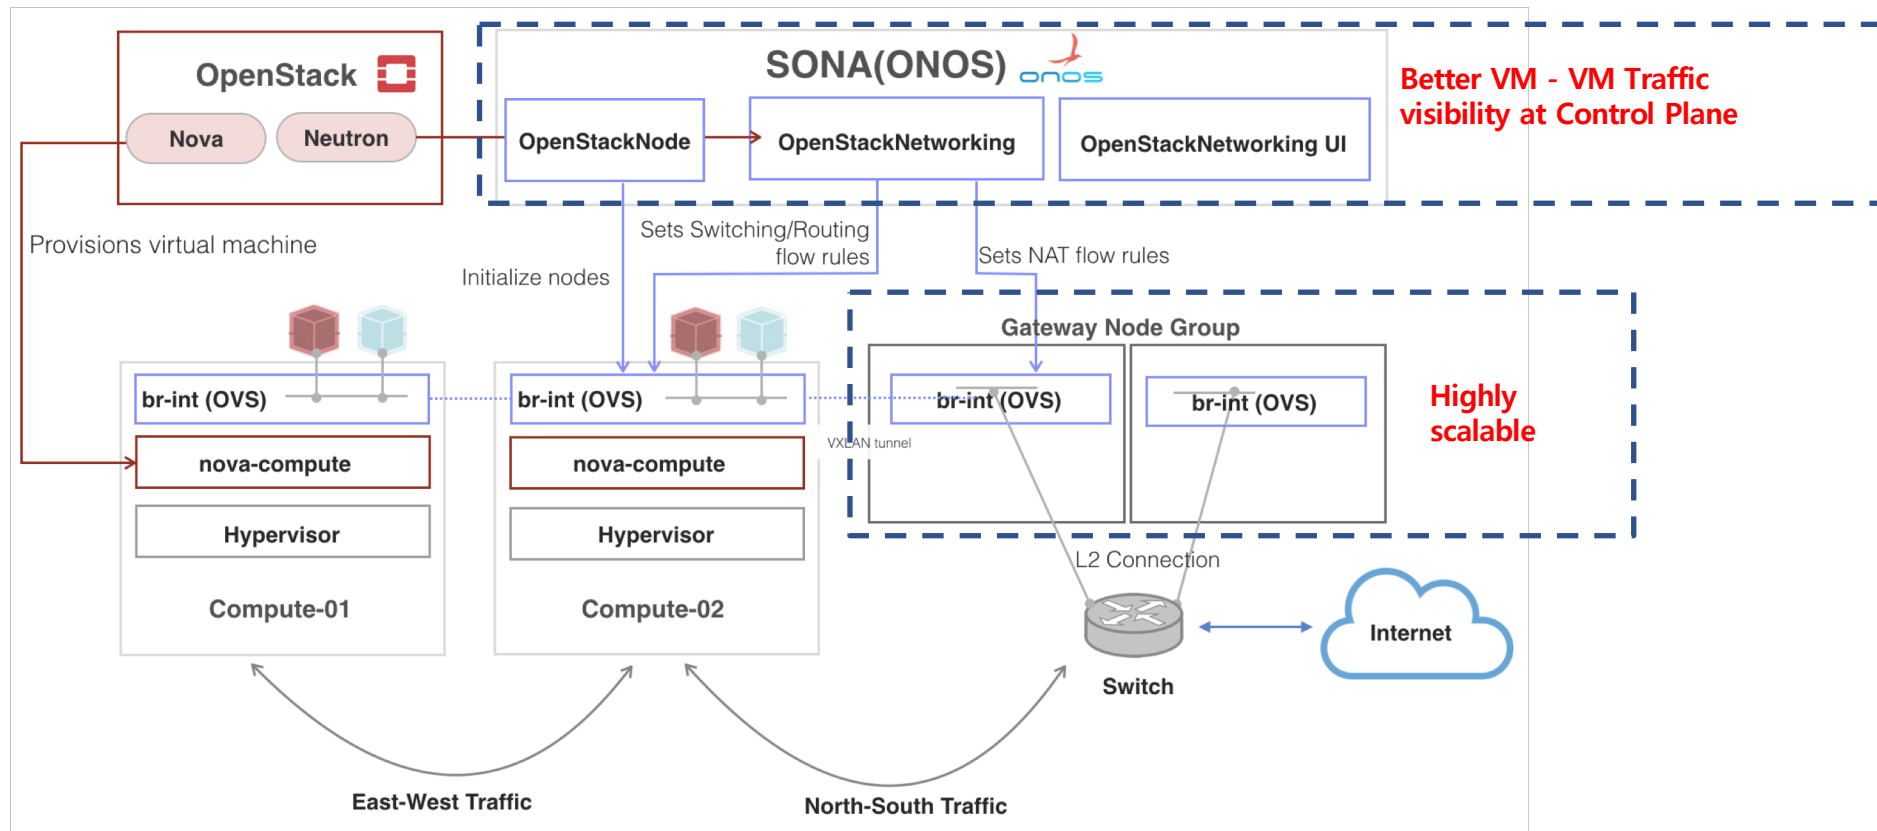 OpenStack
Nova
Neutron
SONA(ONOS)
onos
OpenStackNode
OpenStackNetworking
OpenStackNetworking UI
Better VM - VM Traffic
visibility at Control Plane
Provisions virtual machine
Initialize nodes
Sets Switching/Routing
flow rules
Sets NAT flow rules
Gateway Node Group
br-int (OVS)
br-int (OVS)
br-int (OVS)
br-int (OVS)
Highly
scalable
VXLAN tunnel
nova-compute
nova-compute
Hypervisor
Hypervisor
L2 Connection
Compute-01
Compute-02
Internet
Switch
East-West Traffic
North-South Traffic